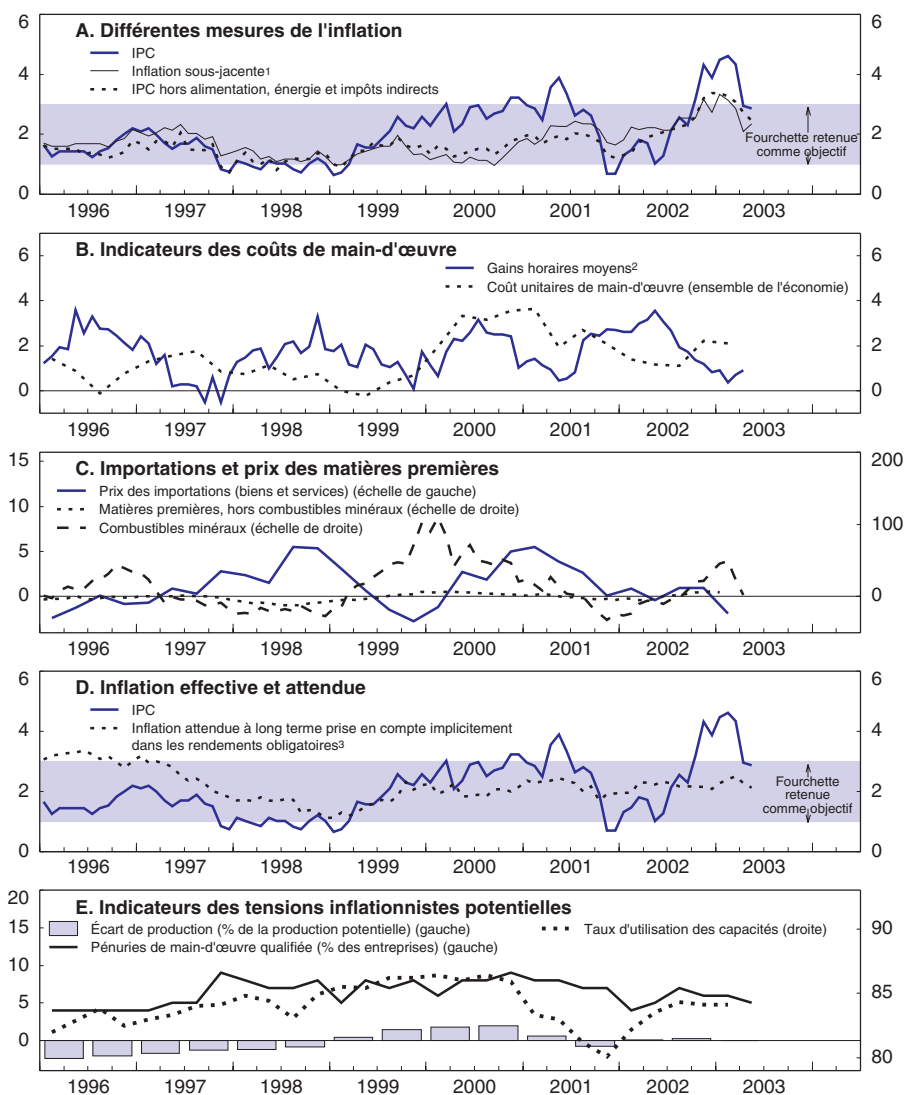 A. Différentes mesures de l'inflation
IPC
Inflation sous-jacente1
IPC hors alimentation, énergie et impôts indirects
Fourchette retenue
comme objectif
6 6
4 4
2 2
0 0
1996 1997 1998 1999 2000 2001 2002 2003
B. Indicateurs des coûts de main-d'œuvre
Gains horaires moyens2
Coût unitaires de main-d'œuvre (ensemble de l'économie)
6 6
4 4
2 2
0 0
1996 1997 1998 1999 2000 2001 2002 2003
C. Importations et prix des matières premières
Prix des importations (biens et services) (échelle de gauche)
Matières premières, hors combustibles minéraux (échelle de droite)
Combustibles minéraux (échelle de droite)
15 200
10
100
5
0 0
1996 1997 1998 1999 2000 2001 2002 2003
D. Inflation effective et attendue
IPC
Inflation attendue à long terme prise en compte implicitement
dans les rendements obligatoires3
Fourchette
retenue
comme objectif
6 6
4 4
2 2
0 0
1996 1997 1998 1999 2000 2001 2002 2003
E. Indicateurs des tensions inflationnistes potentielles
Écart de production (% de la production potentielle) (gauche)
Pénuries de main-d'œuvre qualifiée (% des entreprises) (gauche)
Taux d'utilisation des capacités (droite)
20
15 90
10
5 85
0
80
1996 1997 1998 1999 2000 2001 2002 2003